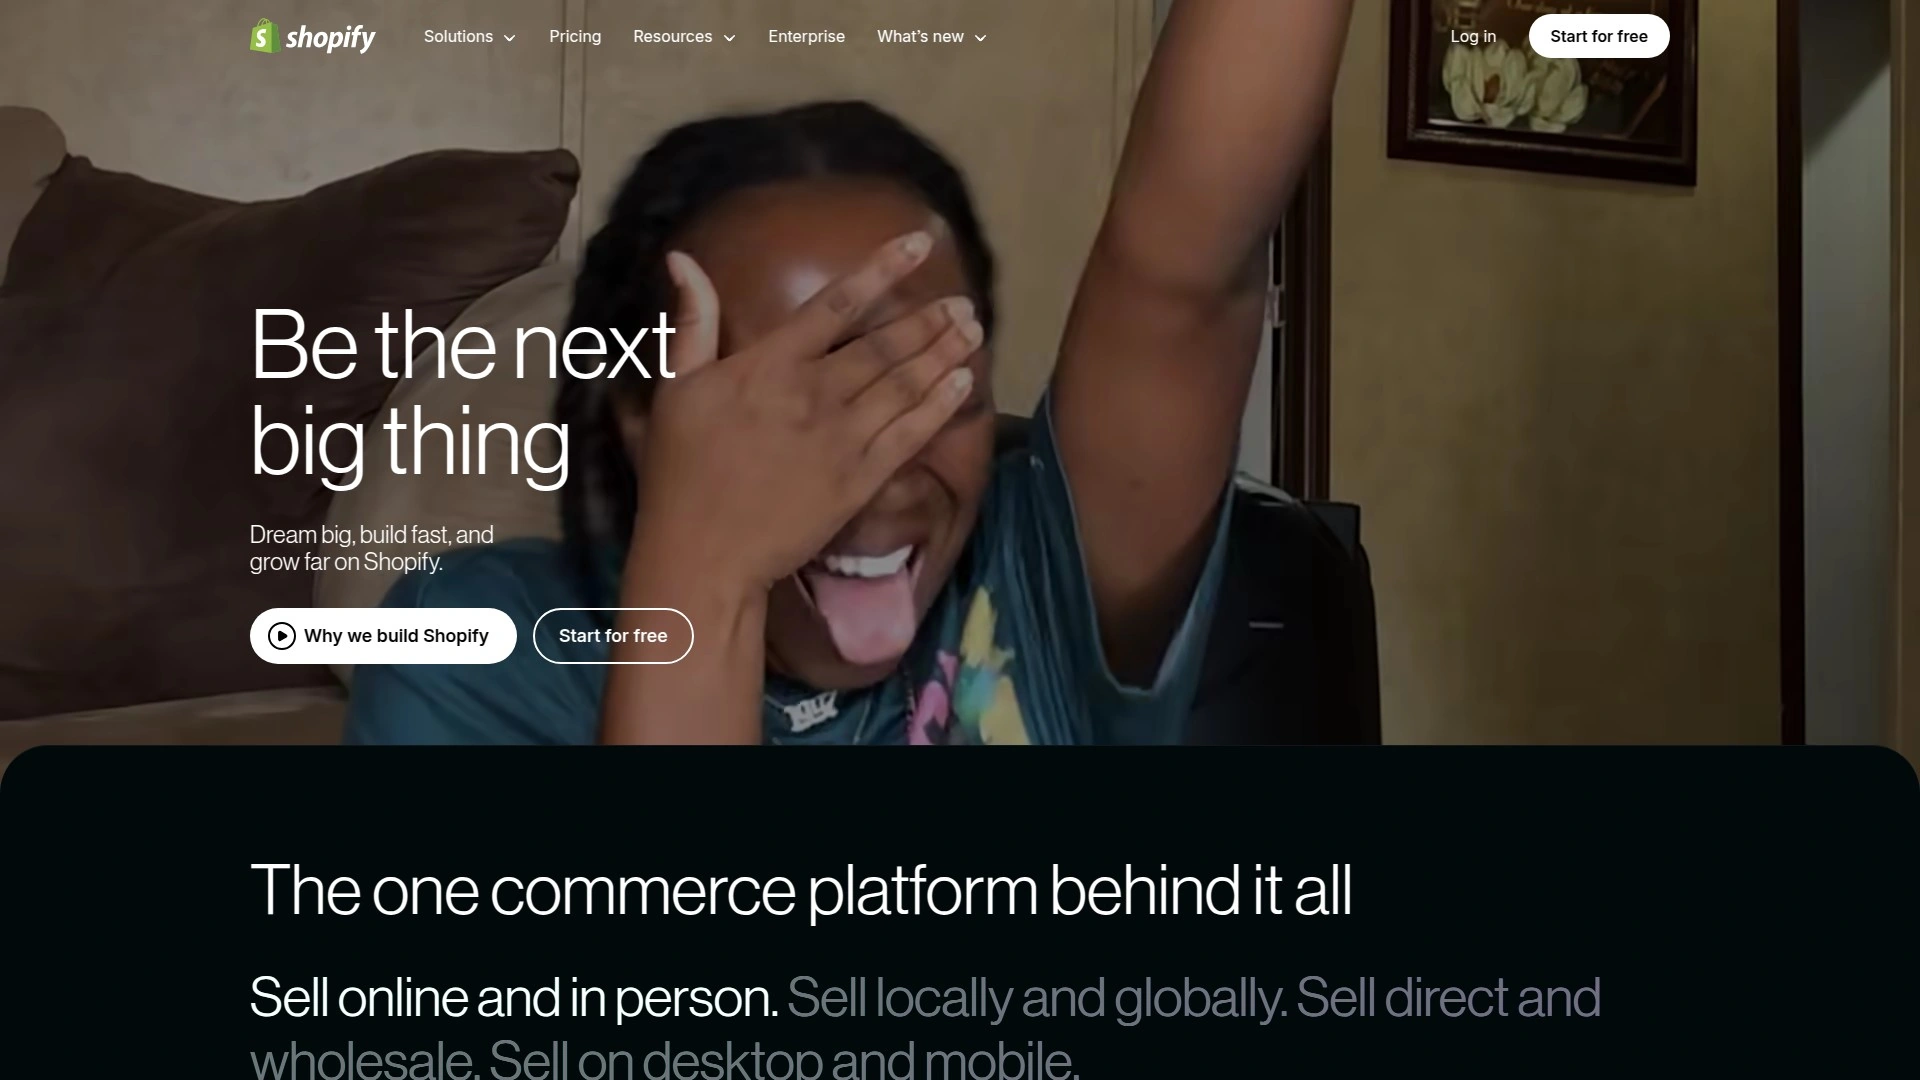 shopify
Solutions
Pricing
Resources
Enterprise
What's new
Log in
Start for free
Be the next
big thing
Dream big, build fast, and
grow far on Shopify.
Why we build Shopify
Start for free
The one commerce platform behind it all
Sell online and in person. Sell locally and globally. Sell direct and
wholesale. Sell on desktop and mobile.